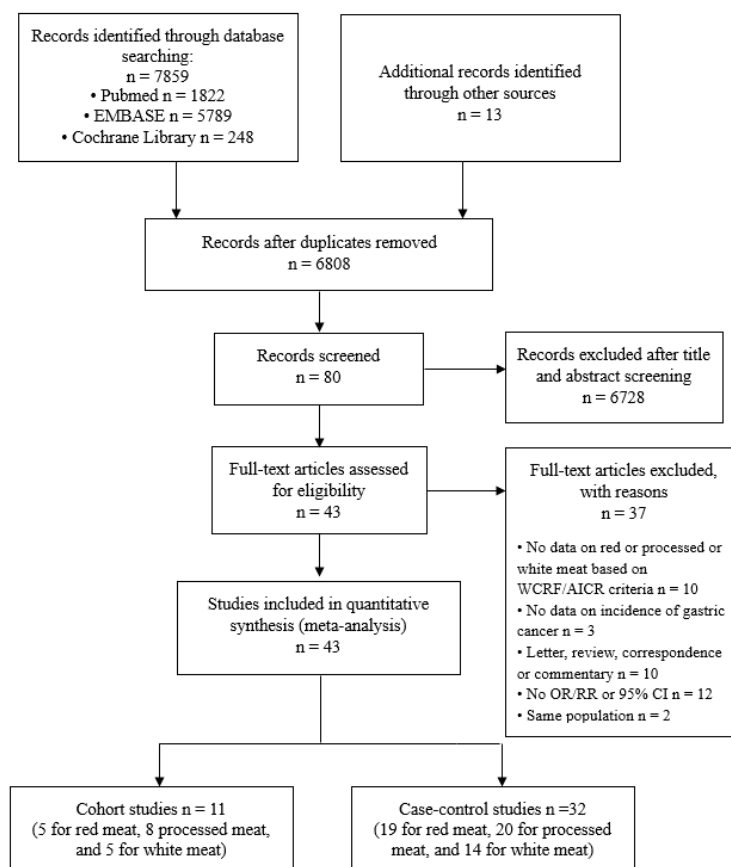 Records identified through database
searching:
n = 7859
• Pubmed n = 1822
• EMBASE n = 5789
• Cochrane Library n = 248
Additional records identified
through other sources
n = 13
Records after duplicates removed
n = 6808
Records screened
n = 80
Records excluded after title
and abstract screening
n = 6728
Full-text articles assessed
for eligibility
n = 43
Full-text articles excluded,
with reasons
n = 37
• No data on red or processed or
white meat based on
WCRF/AICR criteria n = 10
• No data on incidence of gastric
cancer n = 3
• Letter, review, correspondence
or commentary n = 10
• No OR/RR or 95% CI n = 12
• Same population n = 2
Studies included in quantitative
synthesis (meta-analysis)
n = 43
Cohort studies n = 11
(5 for red meat, 8 processed meat,
and 5 for white meat)
Case-control studies n =32
(19 for red meat, 20 for processed
meat, and 14 for white meat)